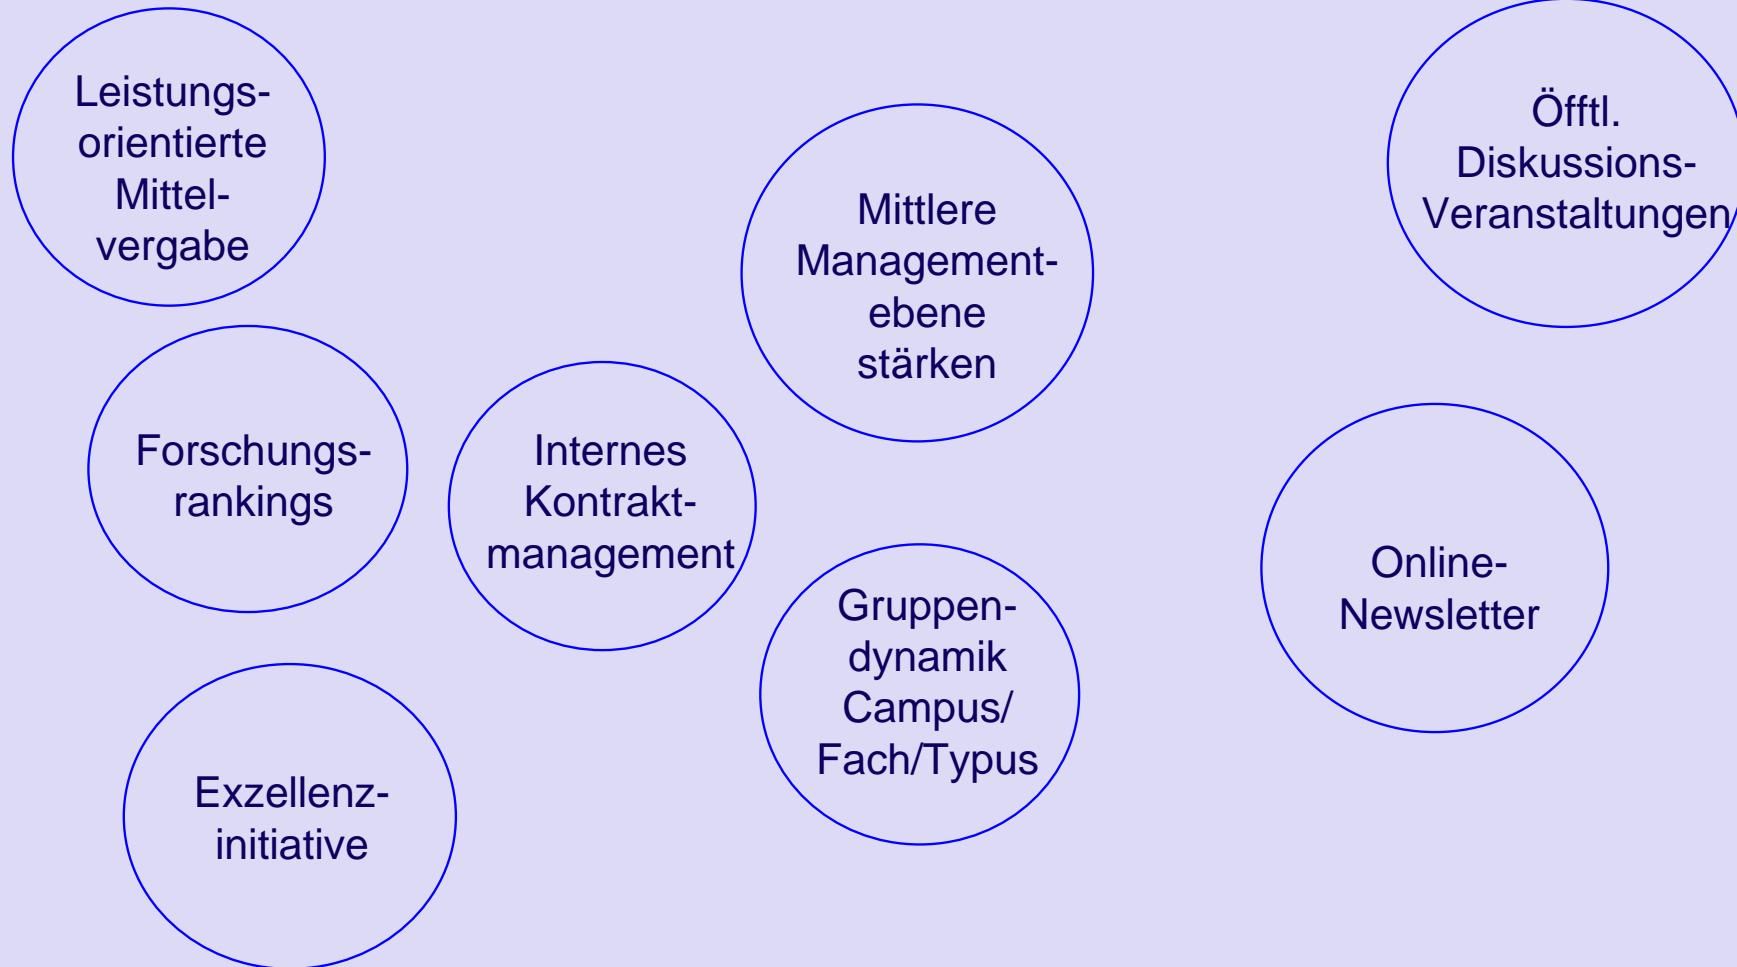 Leistungs-
orientierte
Mittel-
vergabe
Forschungs-
rankings
Exzellenz-
initiative
Internes
Kontrakt-
management
Mittlere
Management-
ebene
stärken
Gruppen-
dynamik
Campus/
Fach/Typus
Öfftl.
Diskussions-
Veranstaltungen
Online-
Newsletter